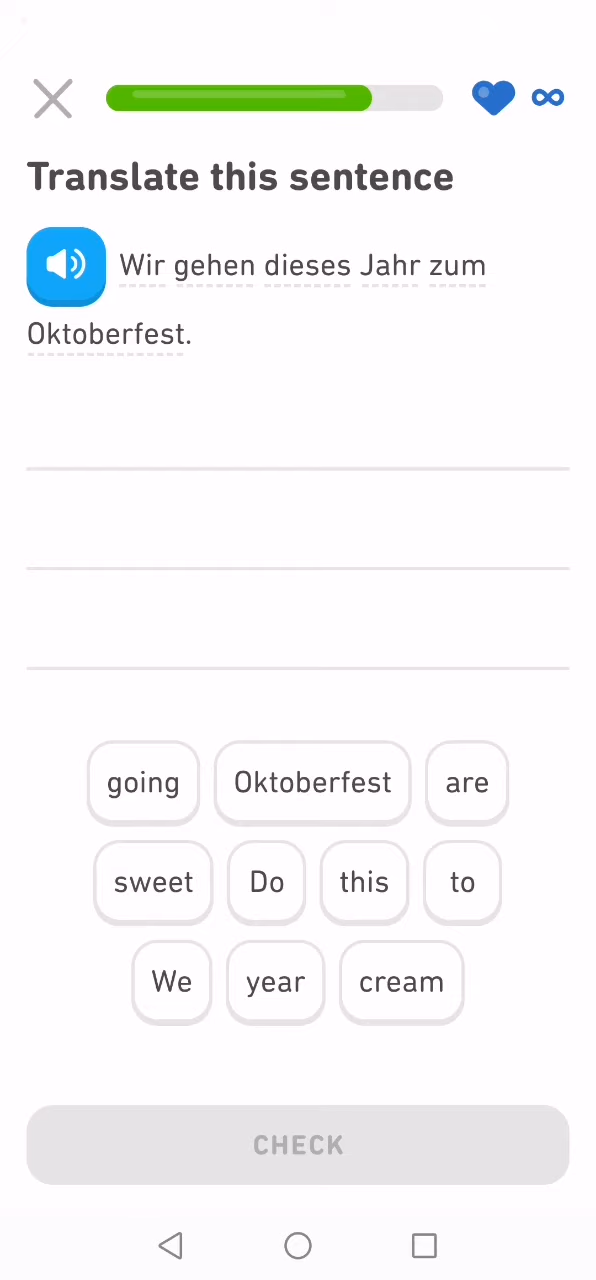 Translate this sentence
Wir gehen dieses Jahr zum
Oktoberfest.
going Oktoberfest are
sweet Do this to
We year cream
CHECK